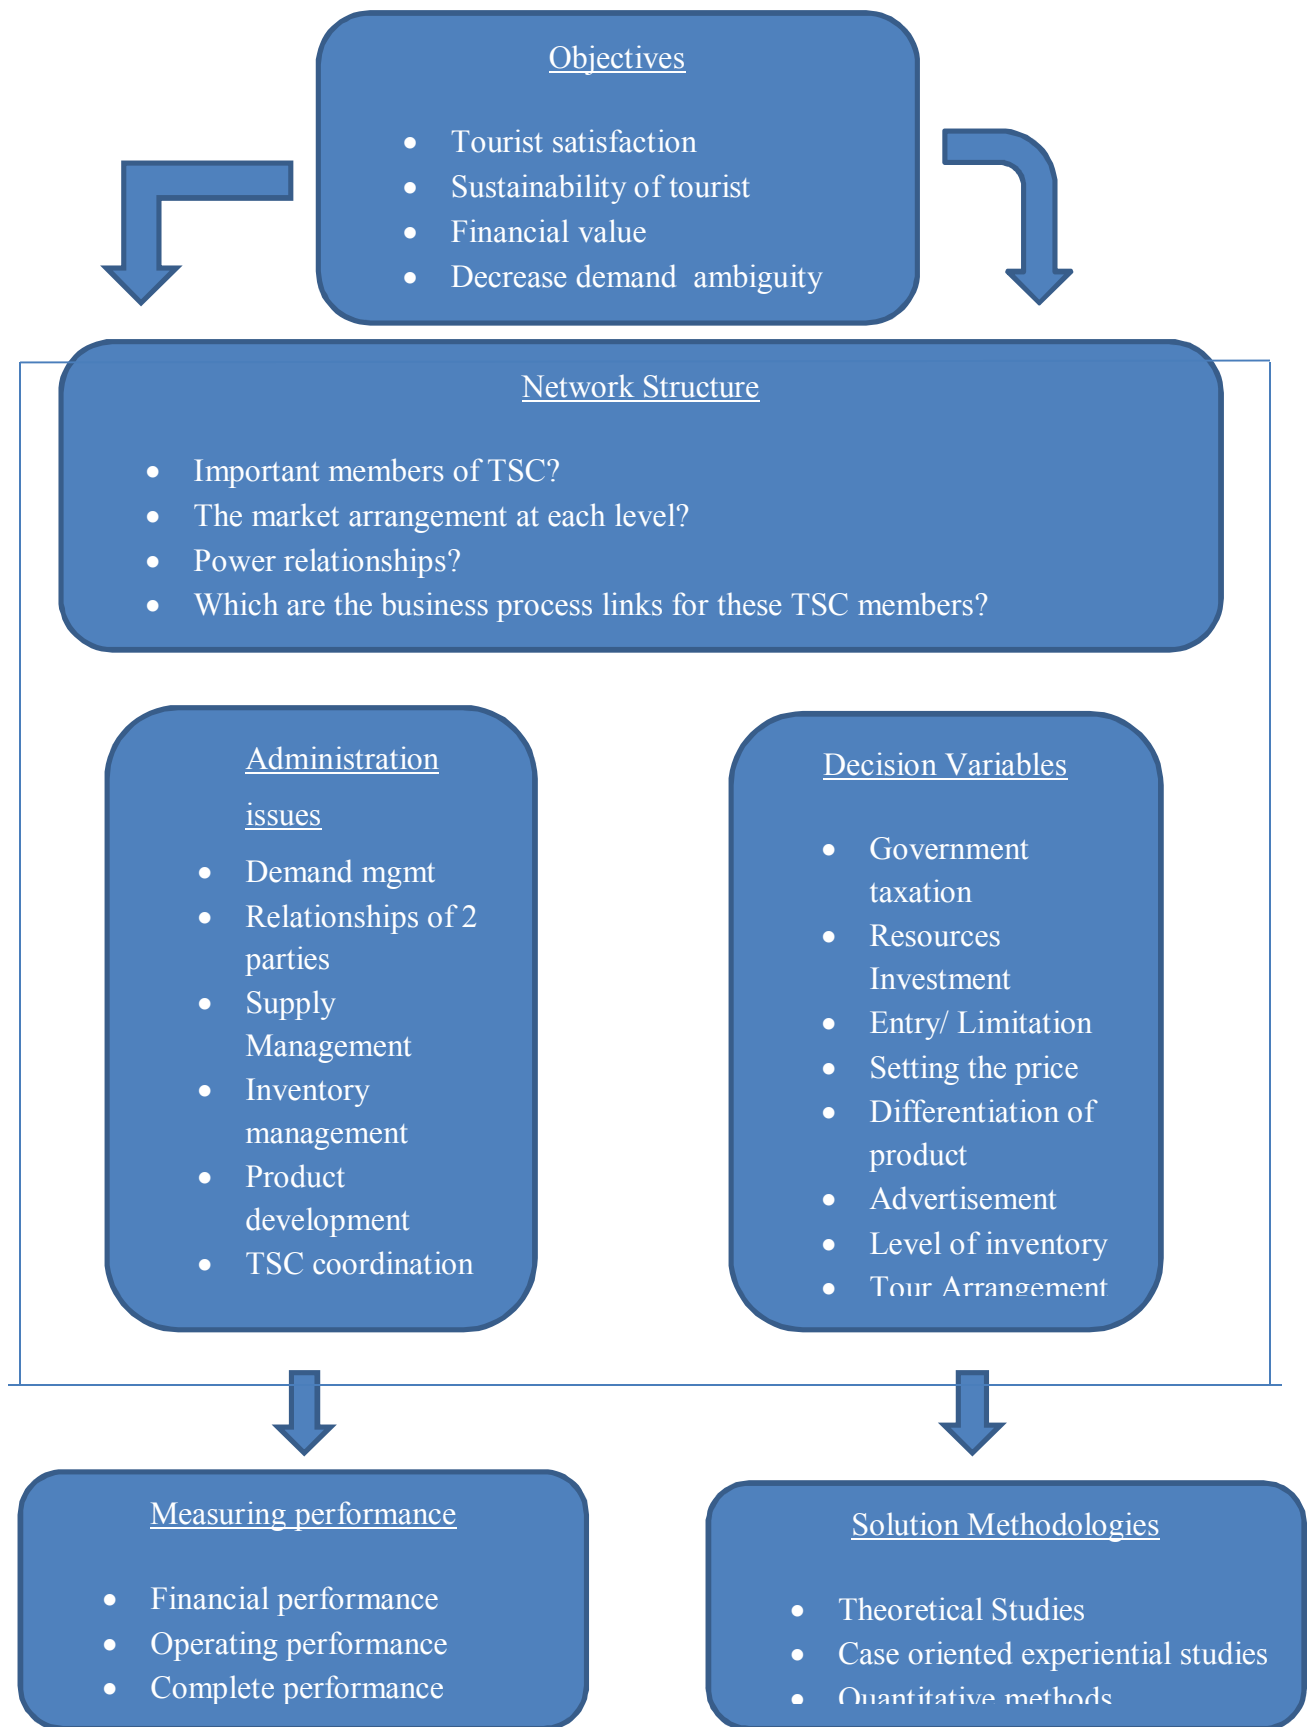 Objectives
• Tourist satisfaction
• Sustainability of tourist
• Financial value
• Decrease demand  ambiguity
Network Structure
• Important members of TSC?
• The market arrangement at each level?
• Power relationships?
• Which are the business process links for these TSC members?
Administration
issues
• Demand mgmt
• Relationships of 2
parties
• Supply
Management
• Inventory
management
• Product
development
• TSC coordination
Decision Variables
• Government
taxation
• Resources
Investment
• Entry/ Limitation
• Setting the price
• Differentiation of
product
• Advertisement
• Level of inventory
• Tour Arrangement
Measuring performance
• Financial performance
• Operating performance
• Complete performance
Solution Methodologies
• Theoretical Studies
• Case oriented experiential studies
• Quantitative methods